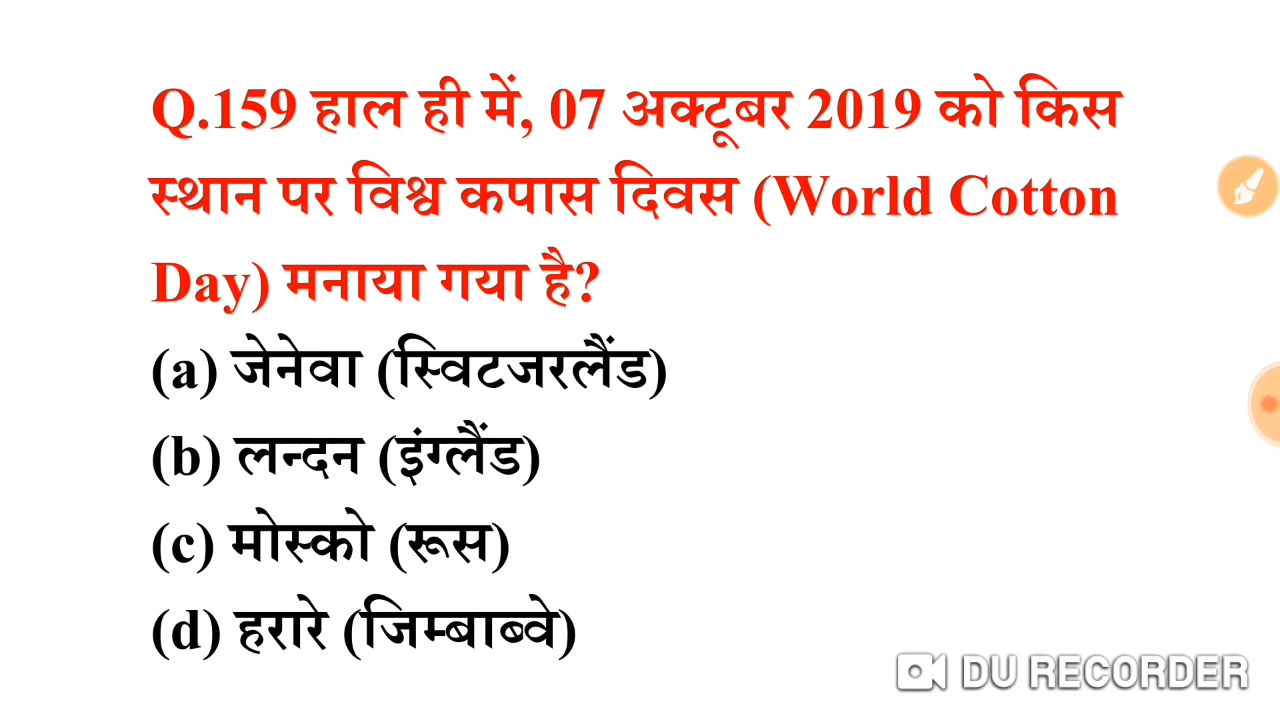 Q.159 हाल ही में, 07 अक्टूबर 2019 को किस
स्थान पर विश्व कपास दिवस (World Cotton
Day) मनाया गया है?
(a) जेनेवा (स्विटजरलैंड)
(b) लन्दन (इंग्लैंड)
(c) मोस्को (रूस)
(d) हरारे (जिम्बाब्वे)
DU RECORDER